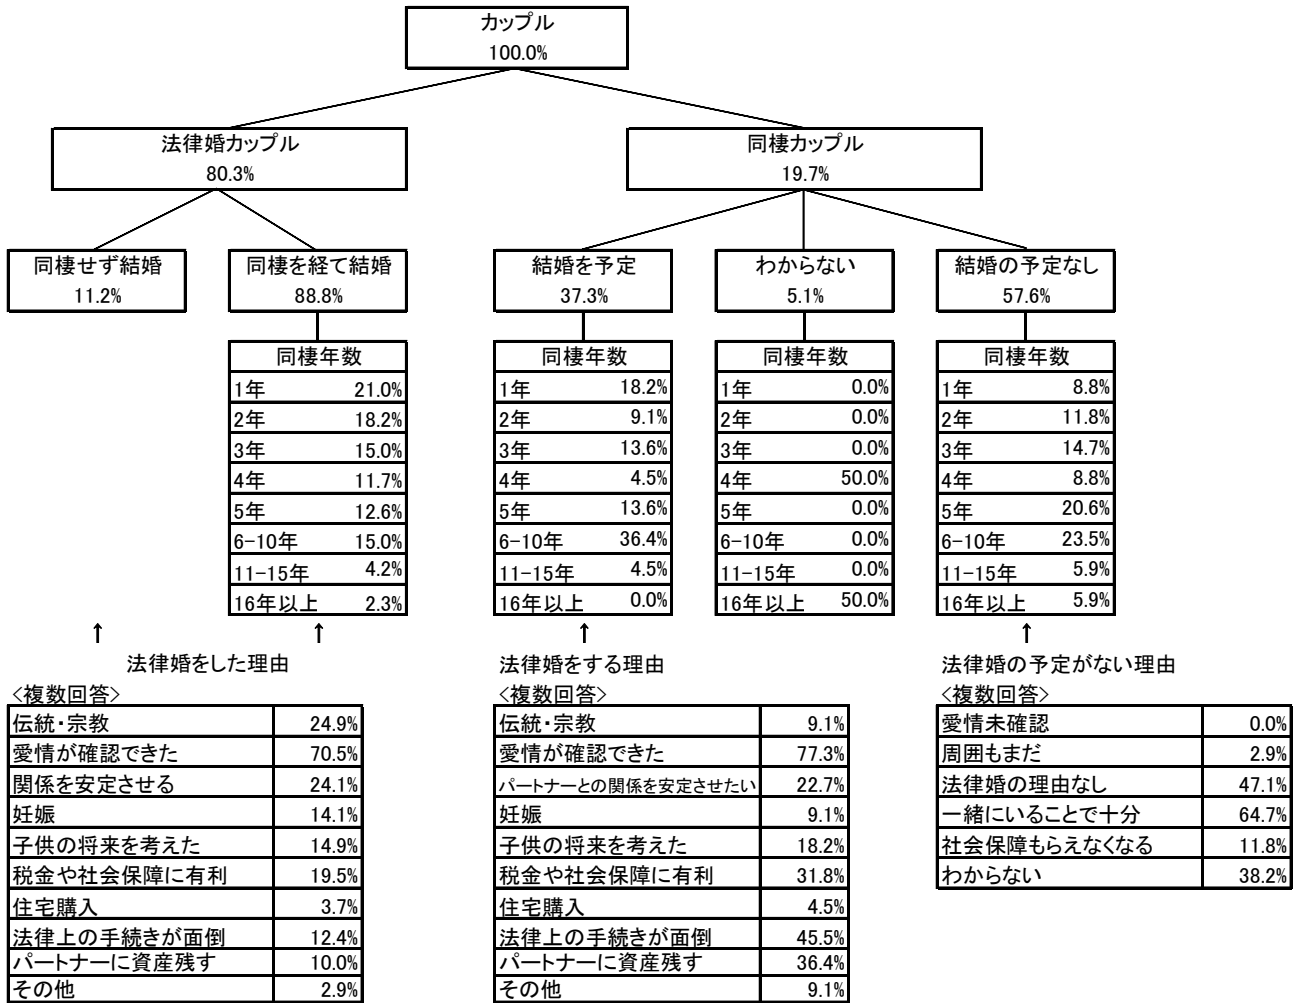 カップル
100.0%
法律婚カップル
80.3%
同棲カップル
19.7%
同棲せず結婚
11.2%
同棲を経て結婚
88.8%
結婚を予定
37.3%
わからない
5.1%
結婚の予定なし
57.6%
同棲年数
1年 21.0%
2年 18.2%
3年 15.0%
4年 11.7%
5年 12.6%
6-10年 15.0%
11-15年 4.2%
16年以上 2.3%
同棲年数
1年 18.2%
2年 9.1%
3年 13.6%
4年 4.5%
5年 13.6%
6-10年 36.4%
11-15年 4.5%
16年以上 0.0%
同棲年数
1年 0.0%
2年 0.0%
3年 0.0%
4年 50.0%
5年 0.0%
6-10年 0.0%
11-15年 0.0%
16年以上 50.0%
同棲年数
1年 8.8%
2年 11.8%
3年 14.7%
4年 8.8%
5年 20.6%
6-10年 23.5%
11-15年 5.9%
16年以上 5.9%
↑ ↑
法律婚をした理由
<複数回答>
伝統・宗教 24.9%
愛情が確認できた 70.5%
関係を安定させる 24.1%
妊娠 14.1%
子供の将来を考えた 14.9%
税金や社会保障に有利 19.5%
住宅購入 3.7%
法律上の手続きが面倒 12.4%
パートナーに資産残す 10.0%
その他 2.9%
↑
法律婚をする理由
<複数回答>
伝統・宗教 9.1%
愛情が確認できた 77.3%
パートナーとの関係を安定させたい 22.7%
妊娠 9.1%
子供の将来を考えた 18.2%
税金や社会保障に有利 31.8%
住宅購入 4.5%
法律上の手続きが面倒 45.5%
パートナーに資産残す 36.4%
その他 9.1%
↑
法律婚の予定がない理由
<複数回答>
愛情未確認 0.0%
周囲もまだ 2.9%
法律婚の理由なし 47.1%
一緒にいることで十分 64.7%
社会保障もらえなくなる 11.8%
わからない 38.2%